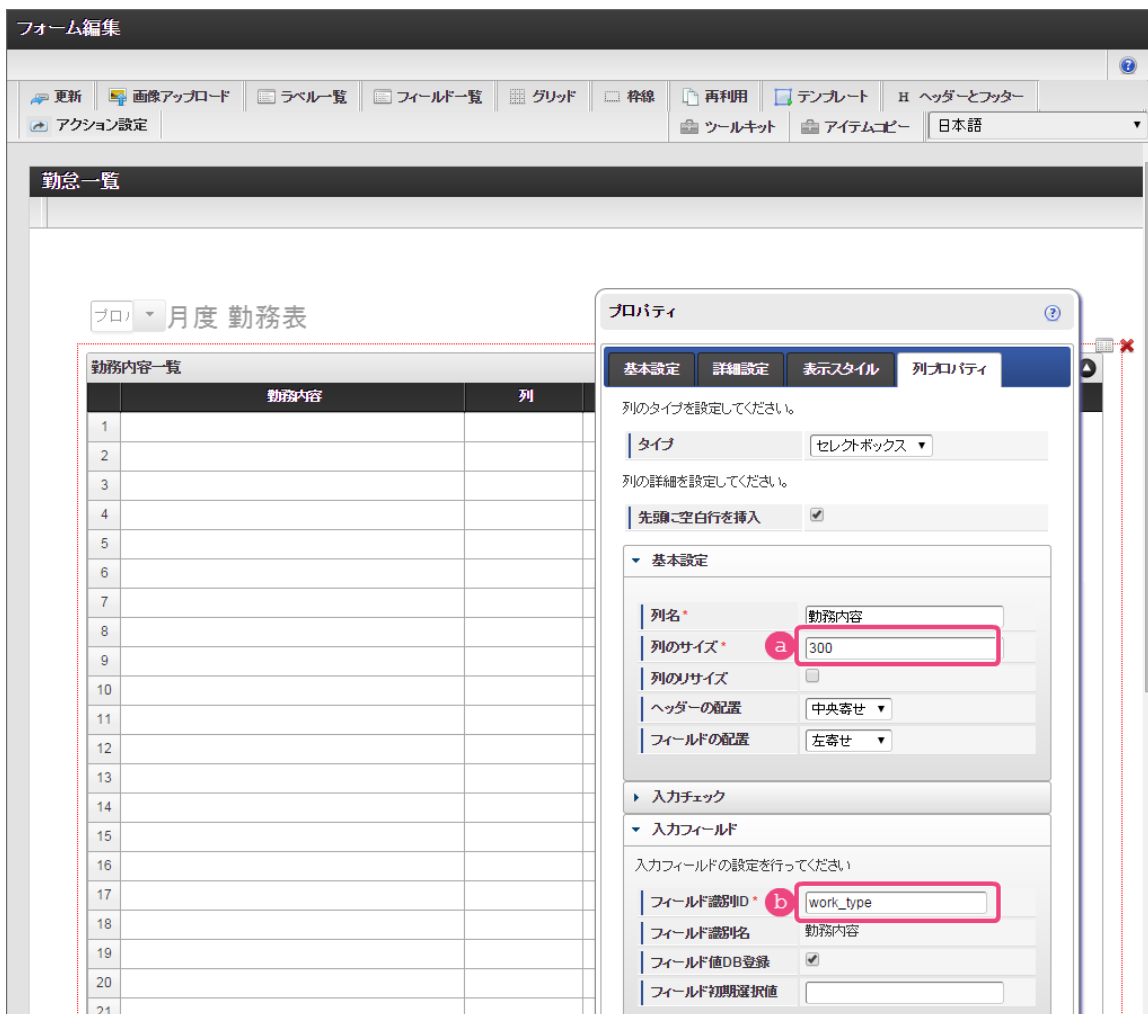 フォーム編集
更新 画像アップロード ラベル一覧 フィールド一覧 グリッド 枠線 再利用 テンプレート H ヘッダーとフッター
アクション設定 ツールキット アイテムコピー 日本語
勤怠一覧
月度 勤務表
勤務内容一覧
勤務内容 列
1
2
3
4
5
6
7
8
9
10
11
12
13
14
15
16
17
18
19
20
21
プロパティ
基本設定 詳細設定 表示スタイル 列プロパティ
列のタイプを設定してください。
タイプ セレクトボックス
列の詳細を設定してください。
先頭に空白行を挿入
基本設定
列名* 勤務内容
列のサイズ* a 300
列のリサイズ
ヘッダーの配置 中央寄せ
フィールドの配置 左寄せ
入力チェック
入力フィールド
入力フィールドの設定を行ってください
フィールド識別ID* b work_type
フィールド識別名 勤務内容
フィールド値DB登録
フィールド初期選択値